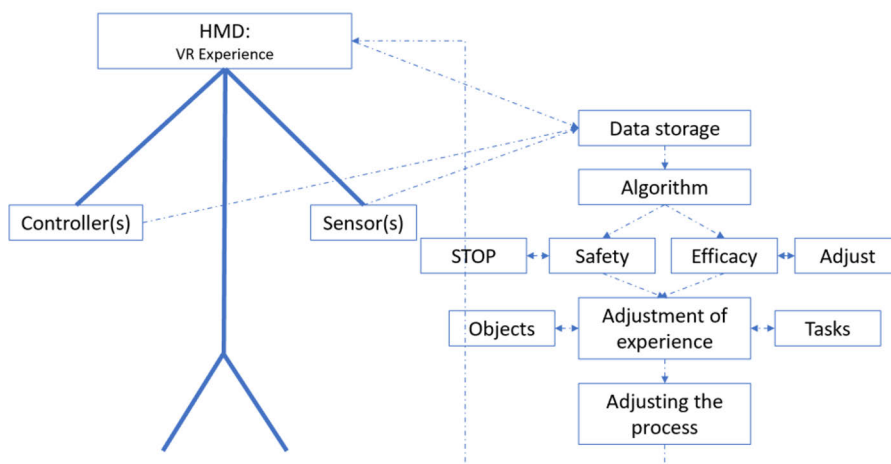 HMD:
VR Experience
Data storage
Algorithm
Controller(s)
Sensor(s)
STOP
Safety
Efficacy
Adjust
Objects
Adjustment of
experience
Tasks
Adjusting the
process